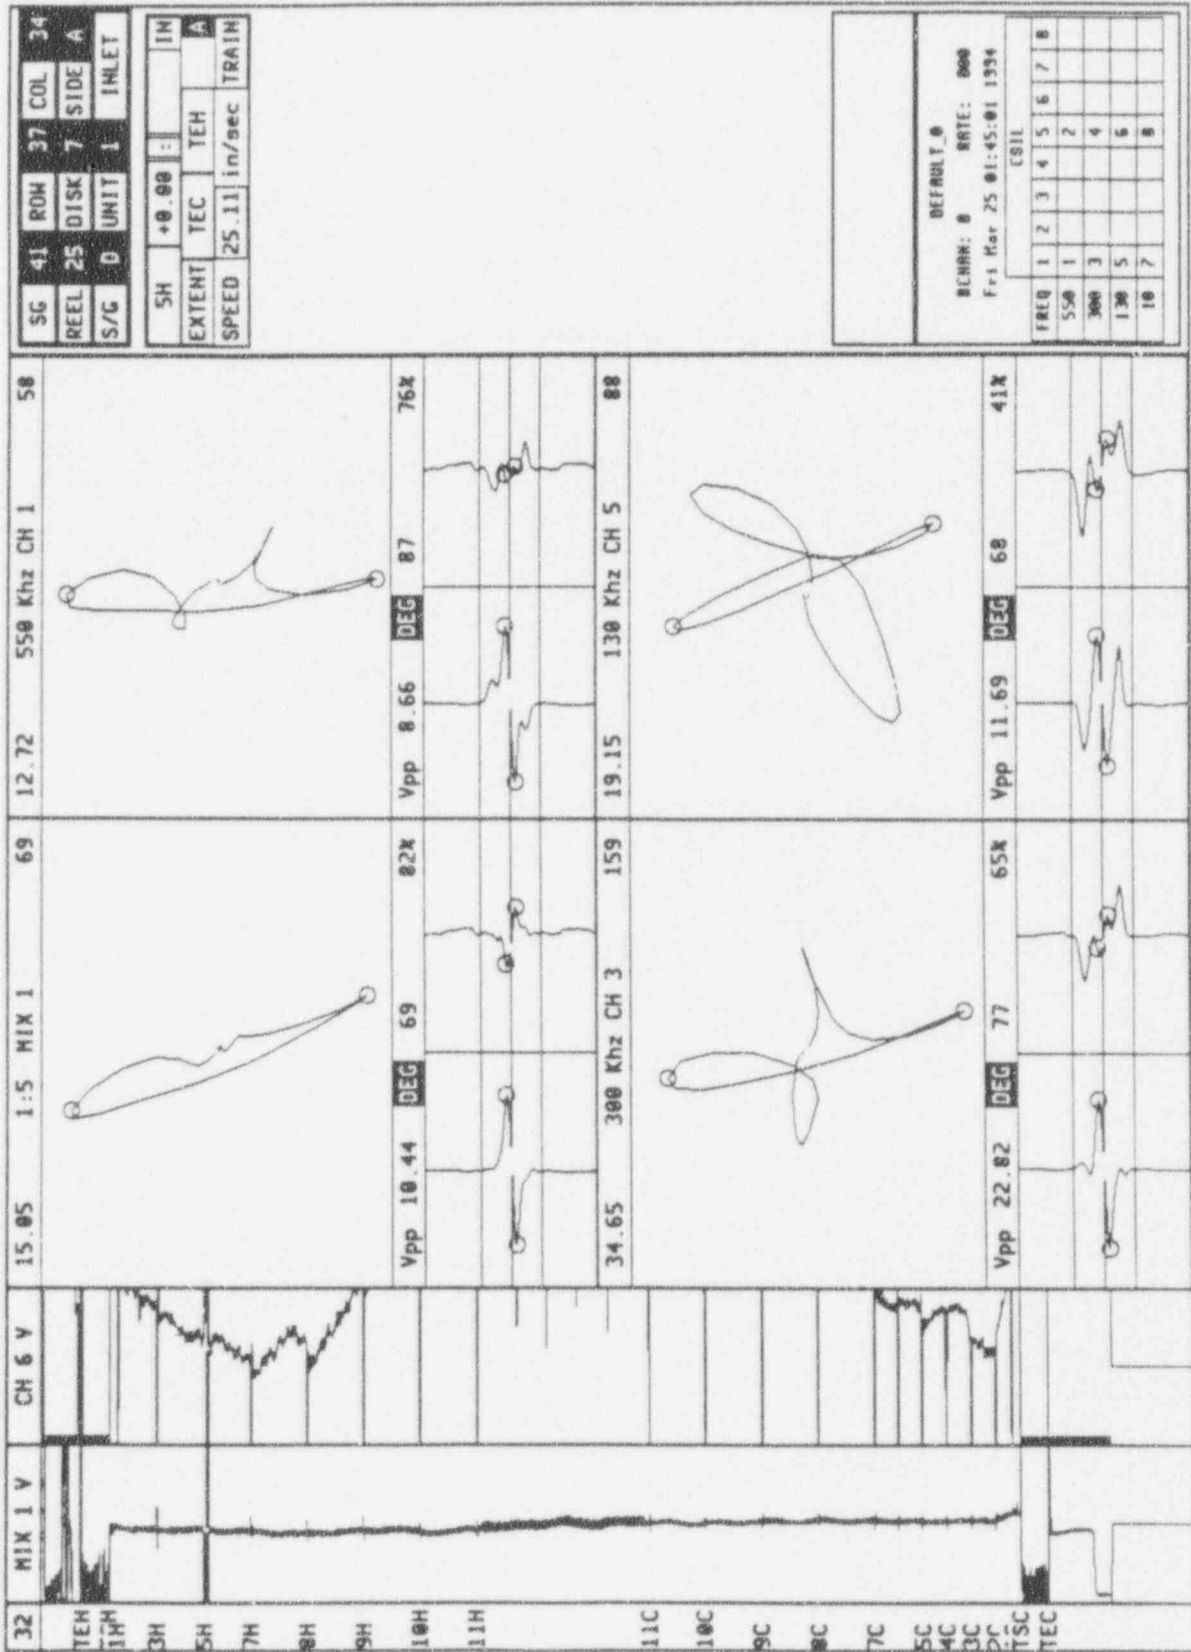 SG 41 ROW 37 COL 34
REEL 25 DISK 7 SIDE A
S/G B UNIT 1 INLET
5H +0.00 : IN
EXTENT TEC TEH A
SPEED 25.11 in/sec TRAIN
32 MIX 1 V CH 6 V
15.05 1:5 MIX 1 69
Vpp 10.44 DEG 69 82%
12.72 550 Khz CH 1 58
Vpp 8.66 DEG 87 76%
34.65 300 Khz CH 3 159
Vpp 22.82 DEG 77 65%
19.15 130 Khz CH 5 88
Vpp 11.69 DEG 68 41%
TEH
1H
3H
5H
7H
8H
9H
10H
11H
11C
10C
9C
8C
7C
5C
4C
3C
TSC
TEC
DEFAULT_0
RATE: 000
Fri Mar 25 01:45:01 1994
COIL
FREQ 1 2 3 4 5 6 7 8
550 1 2
300 3 4
130 5 6
10 7 8